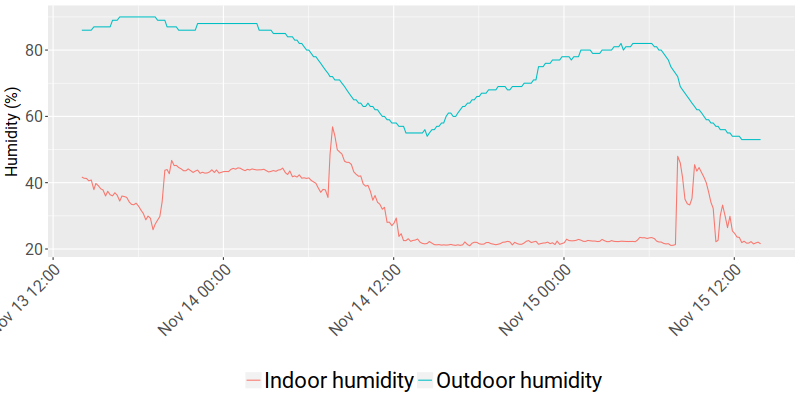 Humidity (%)
80
60
40
20
ov 13 12:00
Nov 14 00:00
Nov 14 12:00
Nov 15 00:00
Nov 15 12:00
Indoor humidity Outdoor humidity